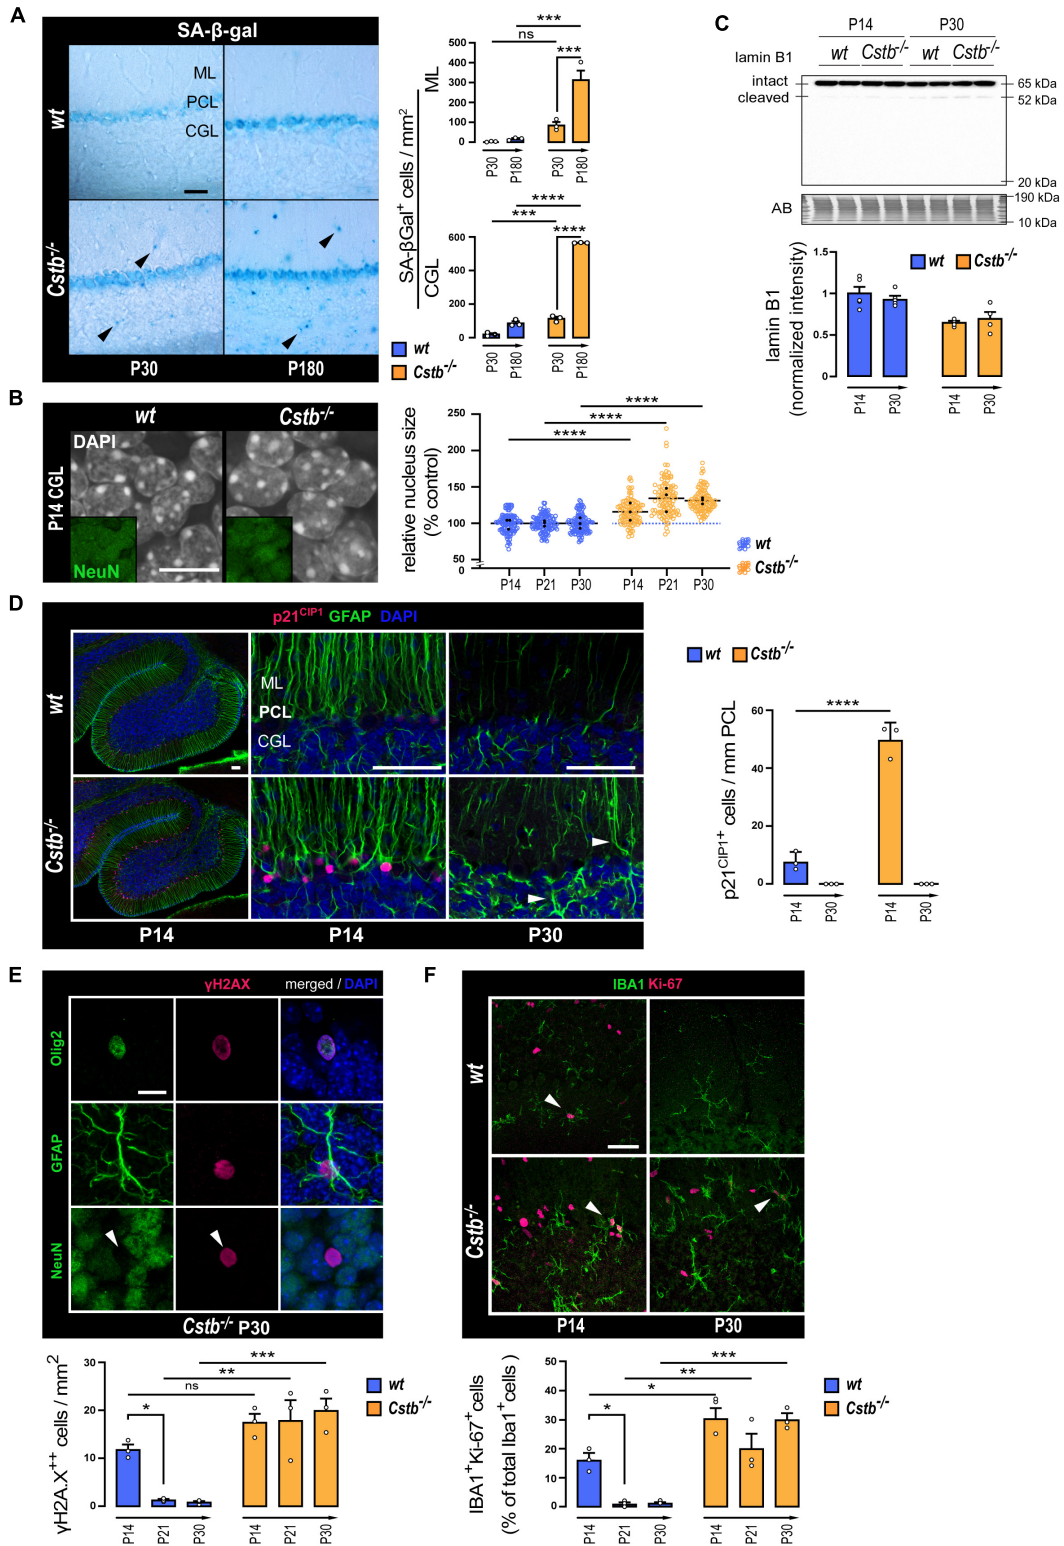 A
SA-β-gal
wt
Cstb-/-
ML
PCL
CGL
P30
P180
SA-βGal+ cells / mm2
ML
500
400
300
200
100
0
ns
***
***
P30
P180
P30
P180
CGL
600
400
200
0
***
****
****
P30
P180
P30
P180
wt
Cstb-/-
B
wt
Cstb-/-
P14 CGL
DAPI
NeuN
relative nucleus size
(% control)
250
200
150
100
50
0
****
****
****
P14
P21
P30
P14
P21
P30
wt
Cstb-/-
C
P14
P30
lamin B1
wt
Cstb-/-
wt
Cstb-/-
intact
cleaved
65 kDa
52 kDa
20 kDa
190 kDa
AB
10 kDa
wt
Cstb-/-
lamin B1
(normalized intensity)
1.5
1
0.5
0
P14
P30
P14
P30
D
p21CIP1 GFAP DAPI
wt
Cstb-/-
ML
PCL
CGL
P14
P14
P30
wt
Cstb-/-
p21CIP1+ cells / mm PCL
60
40
20
0
****
P14
P30
P14
P30
E
γH2AX
merged / DAPI
Olig2
GFAP
NeuN
Cstb-/- P30
γH2A.X++ cells / mm2
30
20
10
0
***
**
ns
*
P14
P21
P30
P14
P21
P30
wt
Cstb-/-
F
IBA1 Ki-67
wt
Cstb-/-
P14
P30
IBA1+Ki-67+cells
(% of total Iba1+cells )
50
40
30
20
10
0
***
**
*
*
P14
P21
P30
P14
P21
P30
wt
Cstb-/-